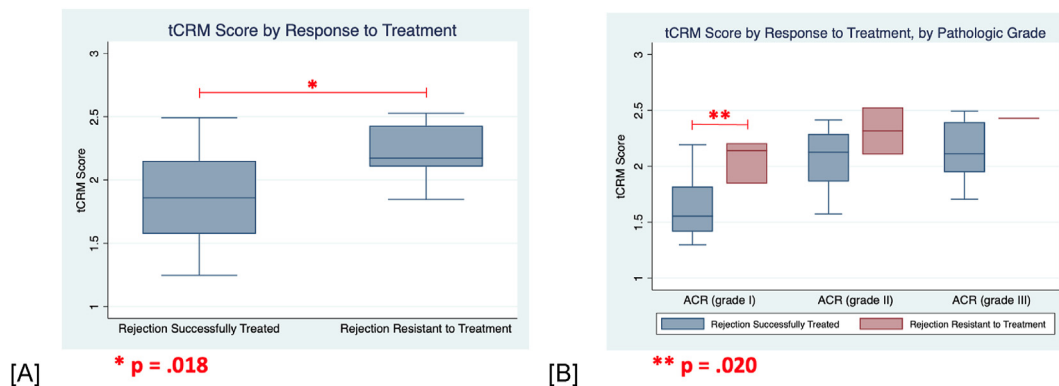 tCRM Score by Response to Treatment
*
tCRM Score
3
2.5
2
1.5
1
Rejection Successfully Treated
Rejection Resistant to Treatment
[A]
* p = .018
tCRM Score by Response to Treatment, by Pathologic Grade
**
tCRM Score
3
2.5
2
1.5
1
ACR (grade I)
ACR (grade II)
ACR (grade III)
Rejection Successfully Treated
Rejection Resistant to Treatment
[B]
** p = .020